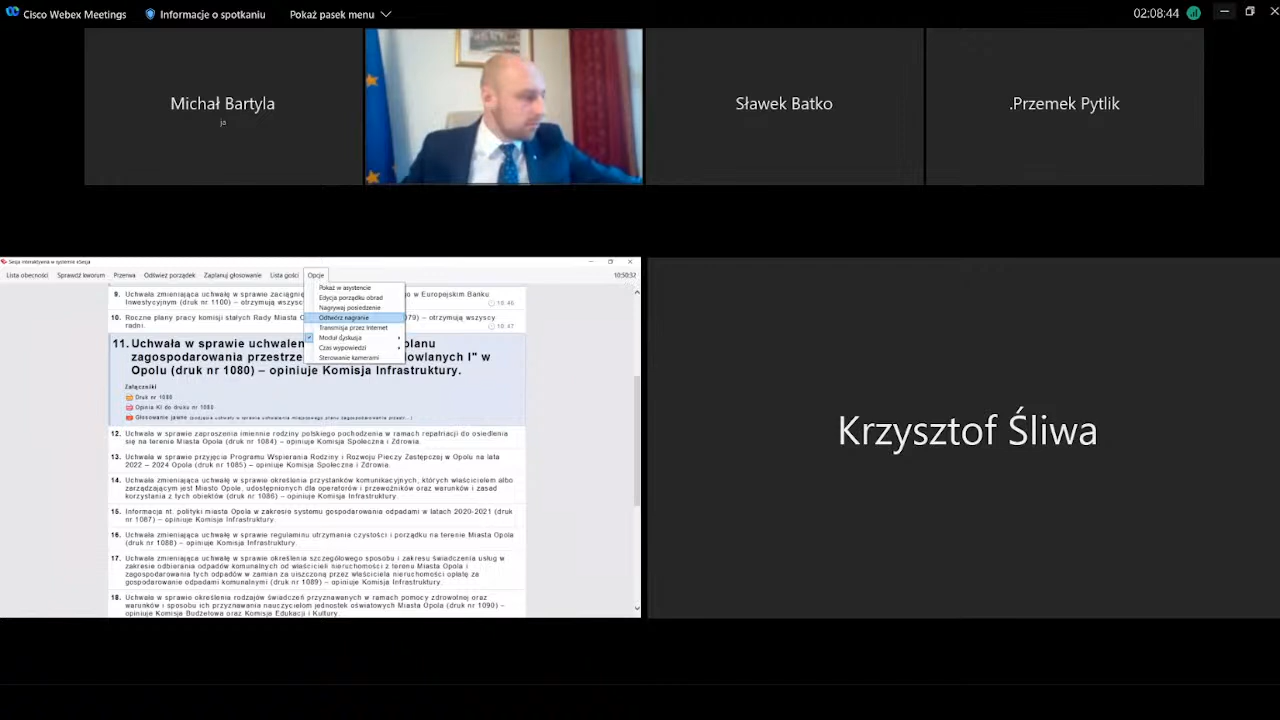 Cisco Webex Meetings
Informacje o spotkaniu
Pokaż pasek menu
02:08:44
Michał Bartyla
ja
Sławek Batko
.Przemek Pytlik
Sesja interaktywna w systemie eSesja
Lista obecności Sprawdź kworum Przerwa Odśwież porządek Zaplanuj głosowanie Lista gości Opcje 10:50:32
Pokaż w asystencie
Edycja porządku obrad
Nagrywaj posiedzenie
Odtwórz nagranie
Transmisja przez Internet
Moduł dyskusja
Czas wypowiedzi
Sterowanie kamerami
9. Uchwała zmieniająca uchwałę w sprawie zaciągnię go w Europejskim Banku
Inwestycyjnym (druk nr 1100) – otrzymują wszysc 18:46
10. Roczne plany pracy komisji stałych Rady Miasta O 079) – otrzymują wszyscy
radni. 18:47
11. Uchwała w sprawie uchwalen planu
zagospodarowania przestrze owlanych I" w
Opolu (druk nr 1080) – opiniuje Komisja Infrastruktury.
Załączniki
Druk nr 1080
Opinia KI do druku nr 1080
Głosowanie jawne (podjęcie uchwały w sprawie uchwalenia miejscowego planu zagospodarowania przestr...)
12. Uchwała w sprawie zaproszenia imiennie rodziny polskiego pochodzenia w ramach repatriacji do osiedlenia
się na terenie Miasta Opola (druk nr 1084) – opiniuje Komisja Społeczna i Zdrowia.
13. Uchwała w sprawie przyjęcia Programu Wspierania Rodziny i Rozwoju Pieczy Zastępczej w Opolu na lata
2022 – 2024 Opola (druk nr 1085) – opiniuje Komisja Społeczna i Zdrowia.
14. Uchwała w sprawie określenia przystanków komunikacyjnych, których właścicielem albo
zarządzającym jest Miasto Opole, udostępnionych dla operatorów i przewoźników oraz warunków i zasad
korzystania z tych obiektów (druk nr 1086) – opiniuje Komisja Infrastruktury.
15. Informacja nt. polityki miasta Opola w zakresie systemu gospodarowania odpadami w latach 2020-2021 (druk
nr 1087) – opiniuje Komisja Infrastruktury.
16. Uchwała zmieniająca uchwałę w sprawie regulaminu utrzymania czystości i porządku na terenie Miasta Opola
(druk nr 1088) – opiniuje Komisja Infrastruktury.
17. Uchwała zmieniająca uchwałę w sprawie określenia szczegółowego sposobu i zakresu świadczenia usług w
zakresie odbierania odpadów komunalnych od właścicieli nieruchomości z terenu Miasta Opola i
zagospodarowania tych odpadów w zamian za uiszczoną przez właściciela nieruchomości opłatę za
gospodarowanie odpadami komunalnymi (druk nr 1089) – opiniuje Komisja Infrastruktury.
18. Uchwała w sprawie określenia rodzajów świadczeń przyznawanych w ramach pomocy zdrowotnej oraz
warunków i sposobu ich przyznawania nauczycielom jednostek oświatowych Miasta Opola (druk nr 1090) –
opiniuje Komisja Budżetowa oraz Komisja Edukacji i Kultury.
Krzysztof Śliwa